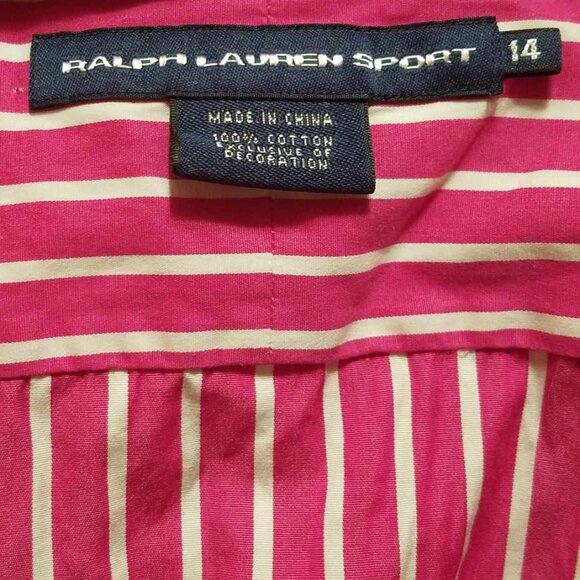 RALPH LAUREN SPORT 14
MADE IN CHINA
100% COTTON
EXCLUSIVE OF
DECORATION